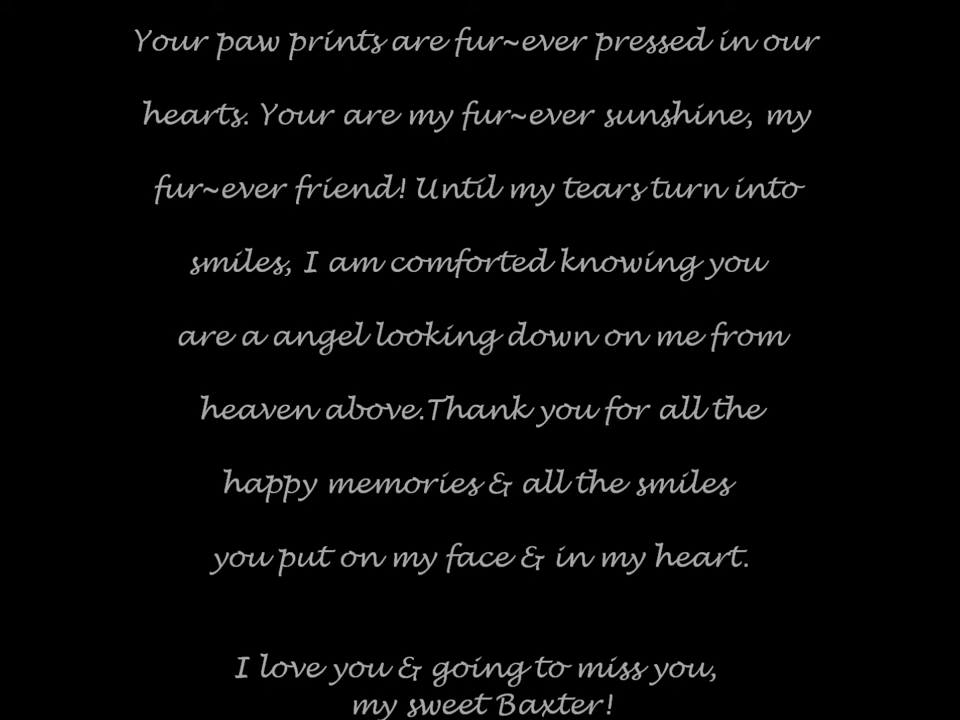 Your paw prints are fur~ever pressed in our
hearts. Your are my fur~ever sunshine, my
fur~ever friend! Until my tears turn into
smiles, I am comforted knowing you
are a angel looking down on me from
heaven above.Thank you for all the
happy memories & all the smiles
you put on my face & in my heart.
I love you & going to miss you,
my sweet Baxter!